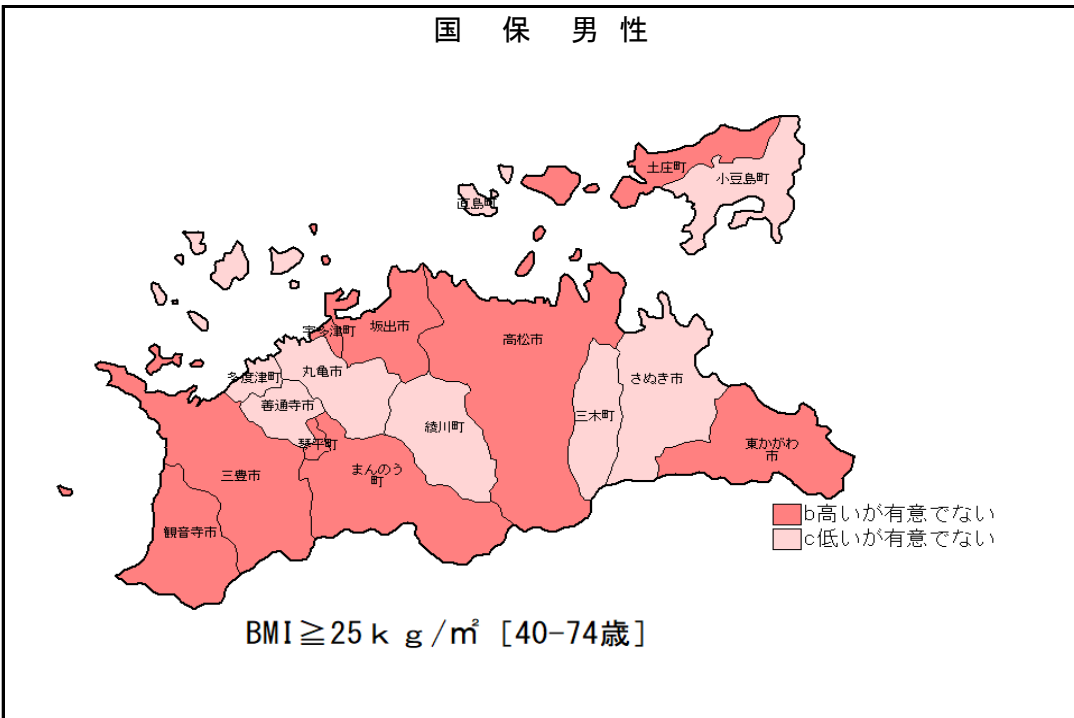 国 保 男 性
土庄町
小豆島町
直島町
宇多津町
坂出市
高松市
多度津町
丸亀市
さぬき市
善通寺市
綾川町
三木町
琴平町
東かがわ
市
三豊市
まんのう
町
観音寺市
b高いが有意でない
c低いが有意でない
BMI≧25kg/㎡ [40-74歳]